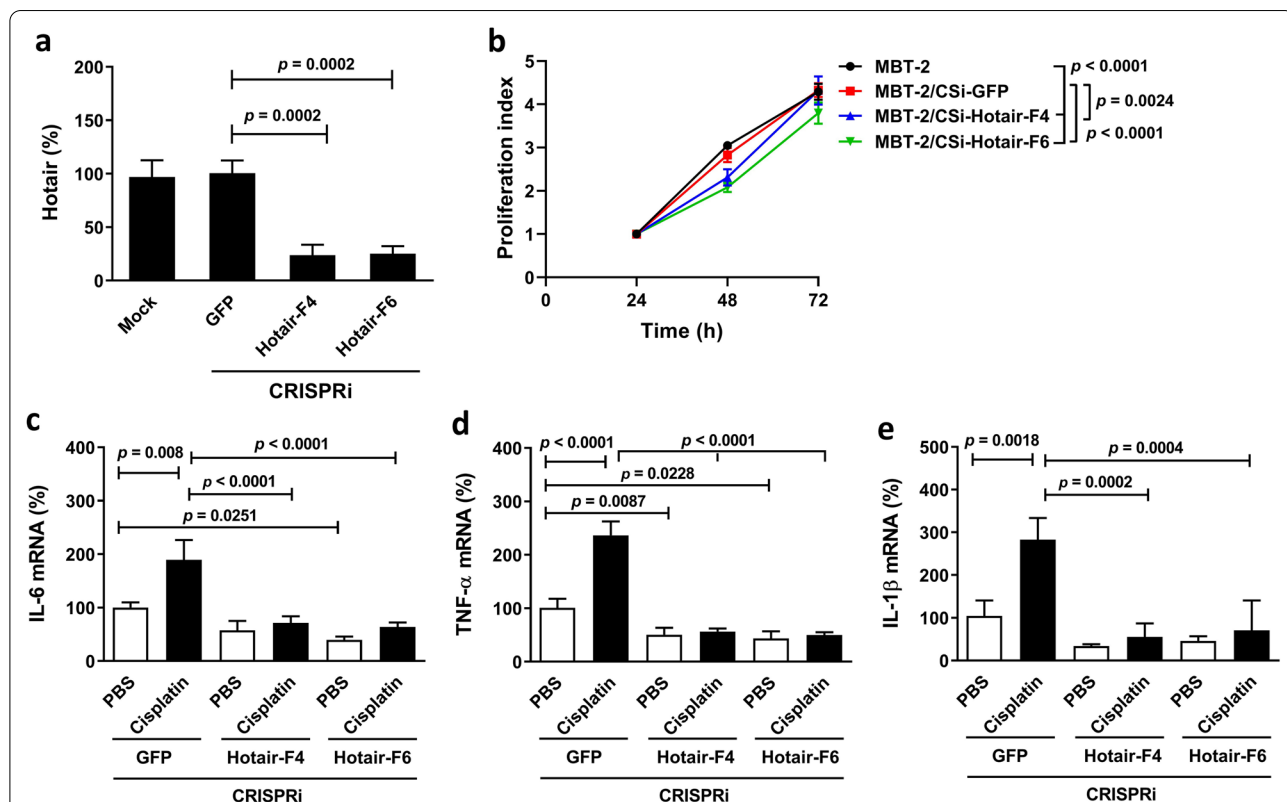 a
Hotair (%)
200
150
100
50
0
p = 0.0002
p = 0.0002
Mock
GFP
Hotair-F4
Hotair-F6
CRISPRi
b
Proliferation index
5
4
3
2
1
0
0
24
48
72
Time (h)
MBT-2
MBT-2/CSi-GFP
MBT-2/CSi-Hotair-F4
MBT-2/CSi-Hotair-F6
p < 0.0001
p = 0.0024
p < 0.0001
c
IL-6 mRNA (%)
400
300
200
100
0
p < 0.0001
p = 0.008
p < 0.0001
p = 0.0251
PBS
Cisplatin
PBS
Cisplatin
PBS
Cisplatin
GFP
Hotair-F4
Hotair-F6
CRISPRi
d
TNF-α mRNA (%)
400
300
200
100
0
p < 0.0001
p < 0.0001
p = 0.0228
p = 0.0087
PBS
Cisplatin
PBS
Cisplatin
PBS
Cisplatin
GFP
Hotair-F4
Hotair-F6
CRISPRi
e
IL-1β mRNA (%)
500
400
300
200
100
0
p = 0.0018
p = 0.0004
p = 0.0002
PBS
Cisplatin
PBS
Cisplatin
PBS
Cisplatin
GFP
Hotair-F4
Hotair-F6
CRISPRi